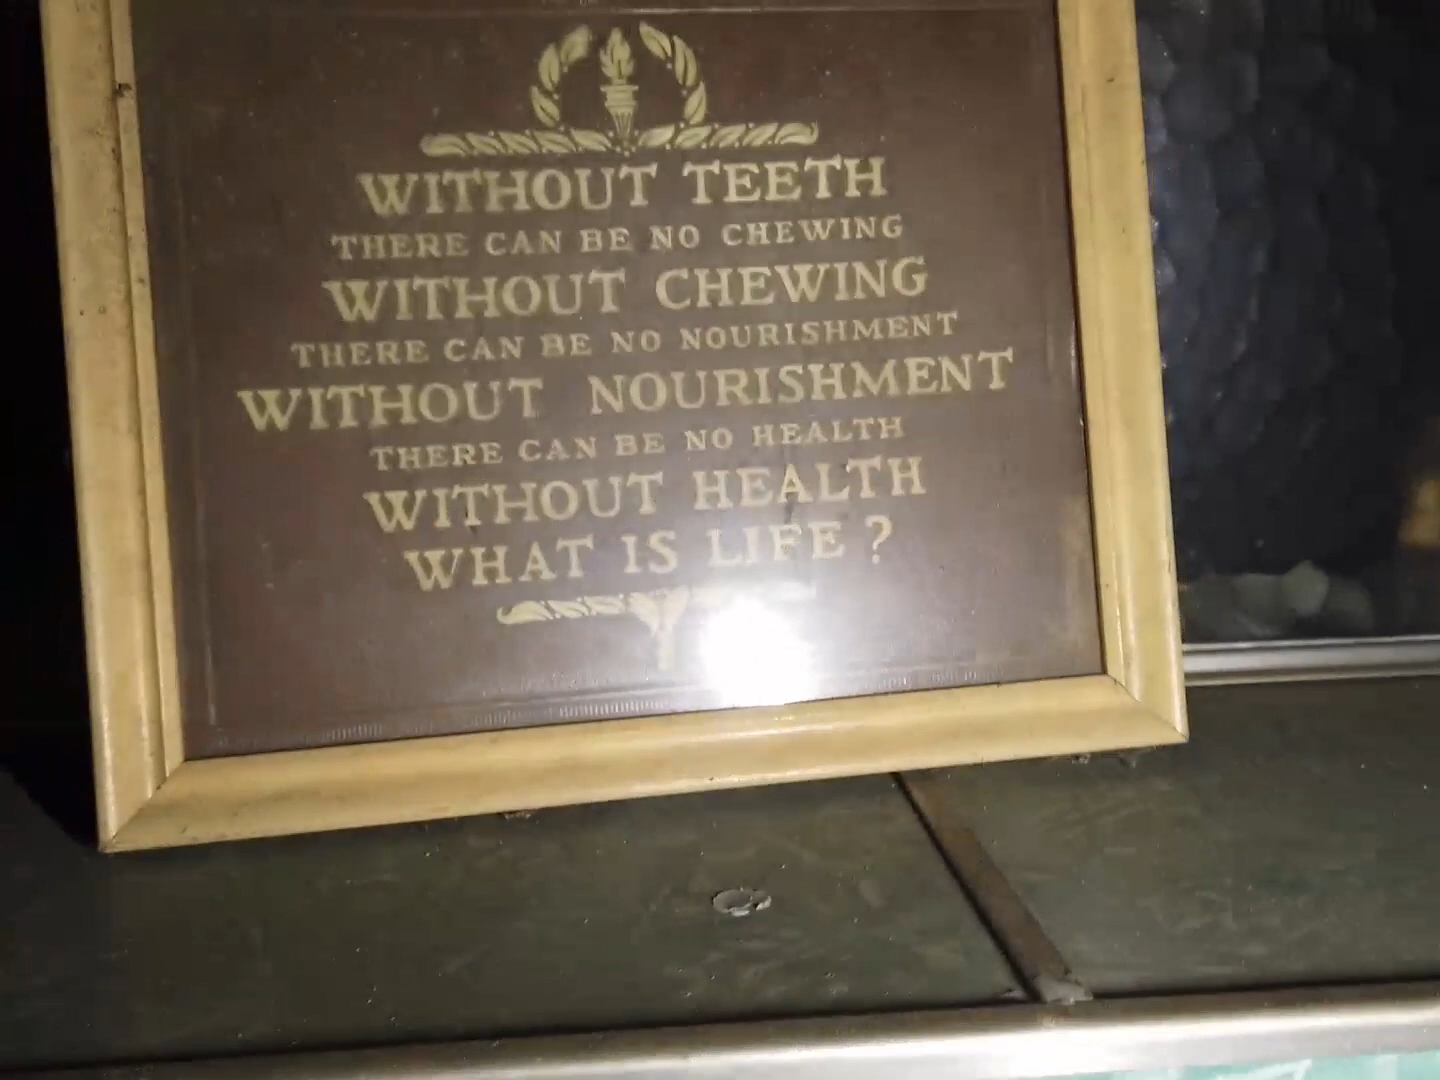 WITHOUT TEETH
THERE CAN BE NO CHEWING
WITHOUT CHEWING
THERE CAN BE NO NOURISHMENT
WITHOUT NOURISHMENT
THERE CAN BE NO HEALTH
WITHOUT HEALTH
WHAT IS LIFE ?